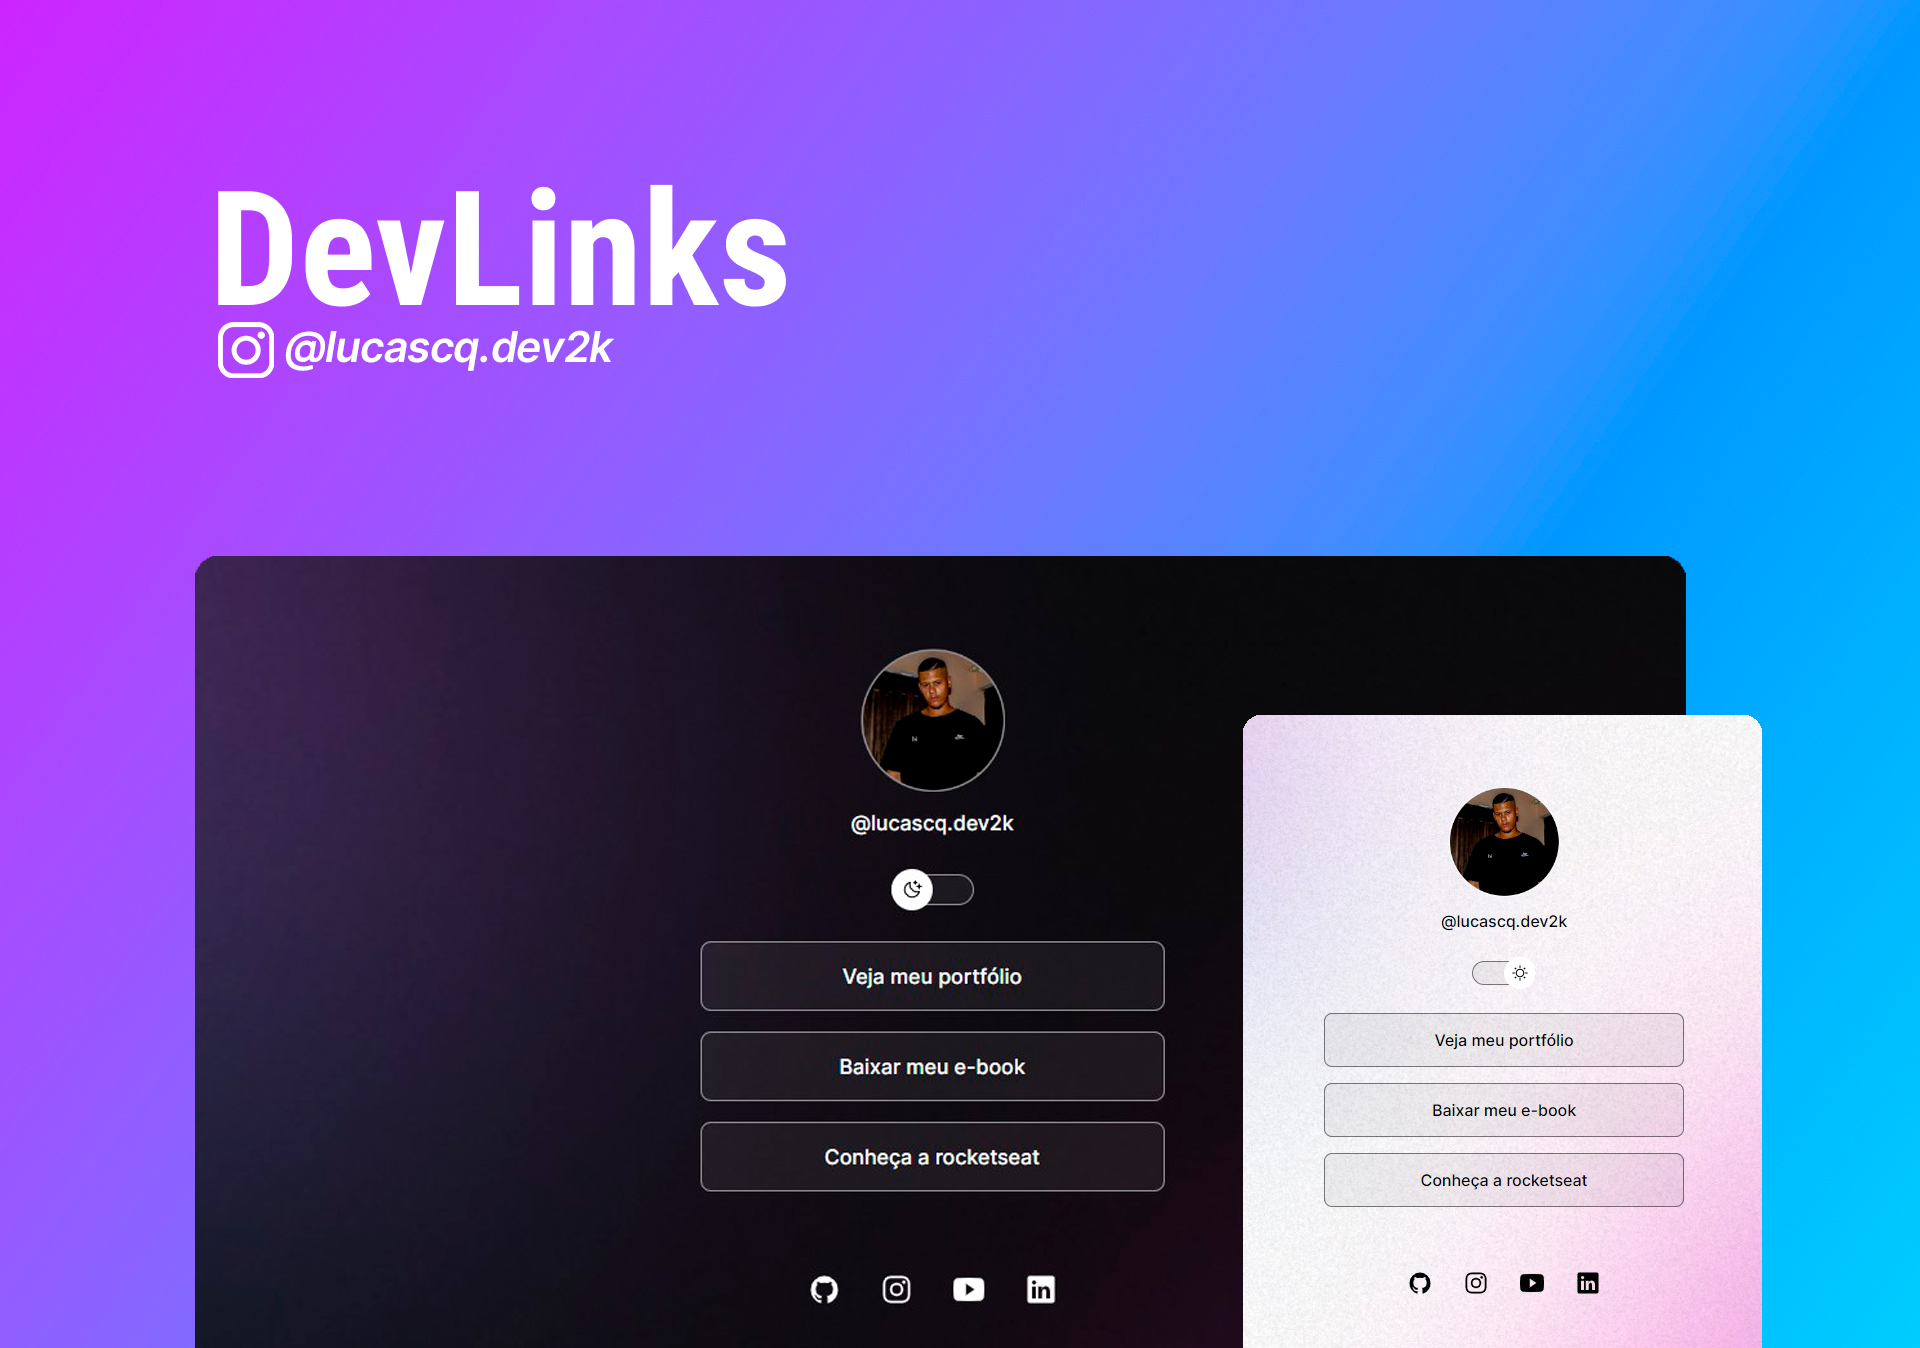 DevLinks
@lucascq.dev2k
@lucascq.dev2k
Veja meu portfólio
Baixar meu e-book
Conheça a rocketseat
@lucascq.dev2k
Veja meu portfólio
Baixar meu e-book
Conheça a rocketseat